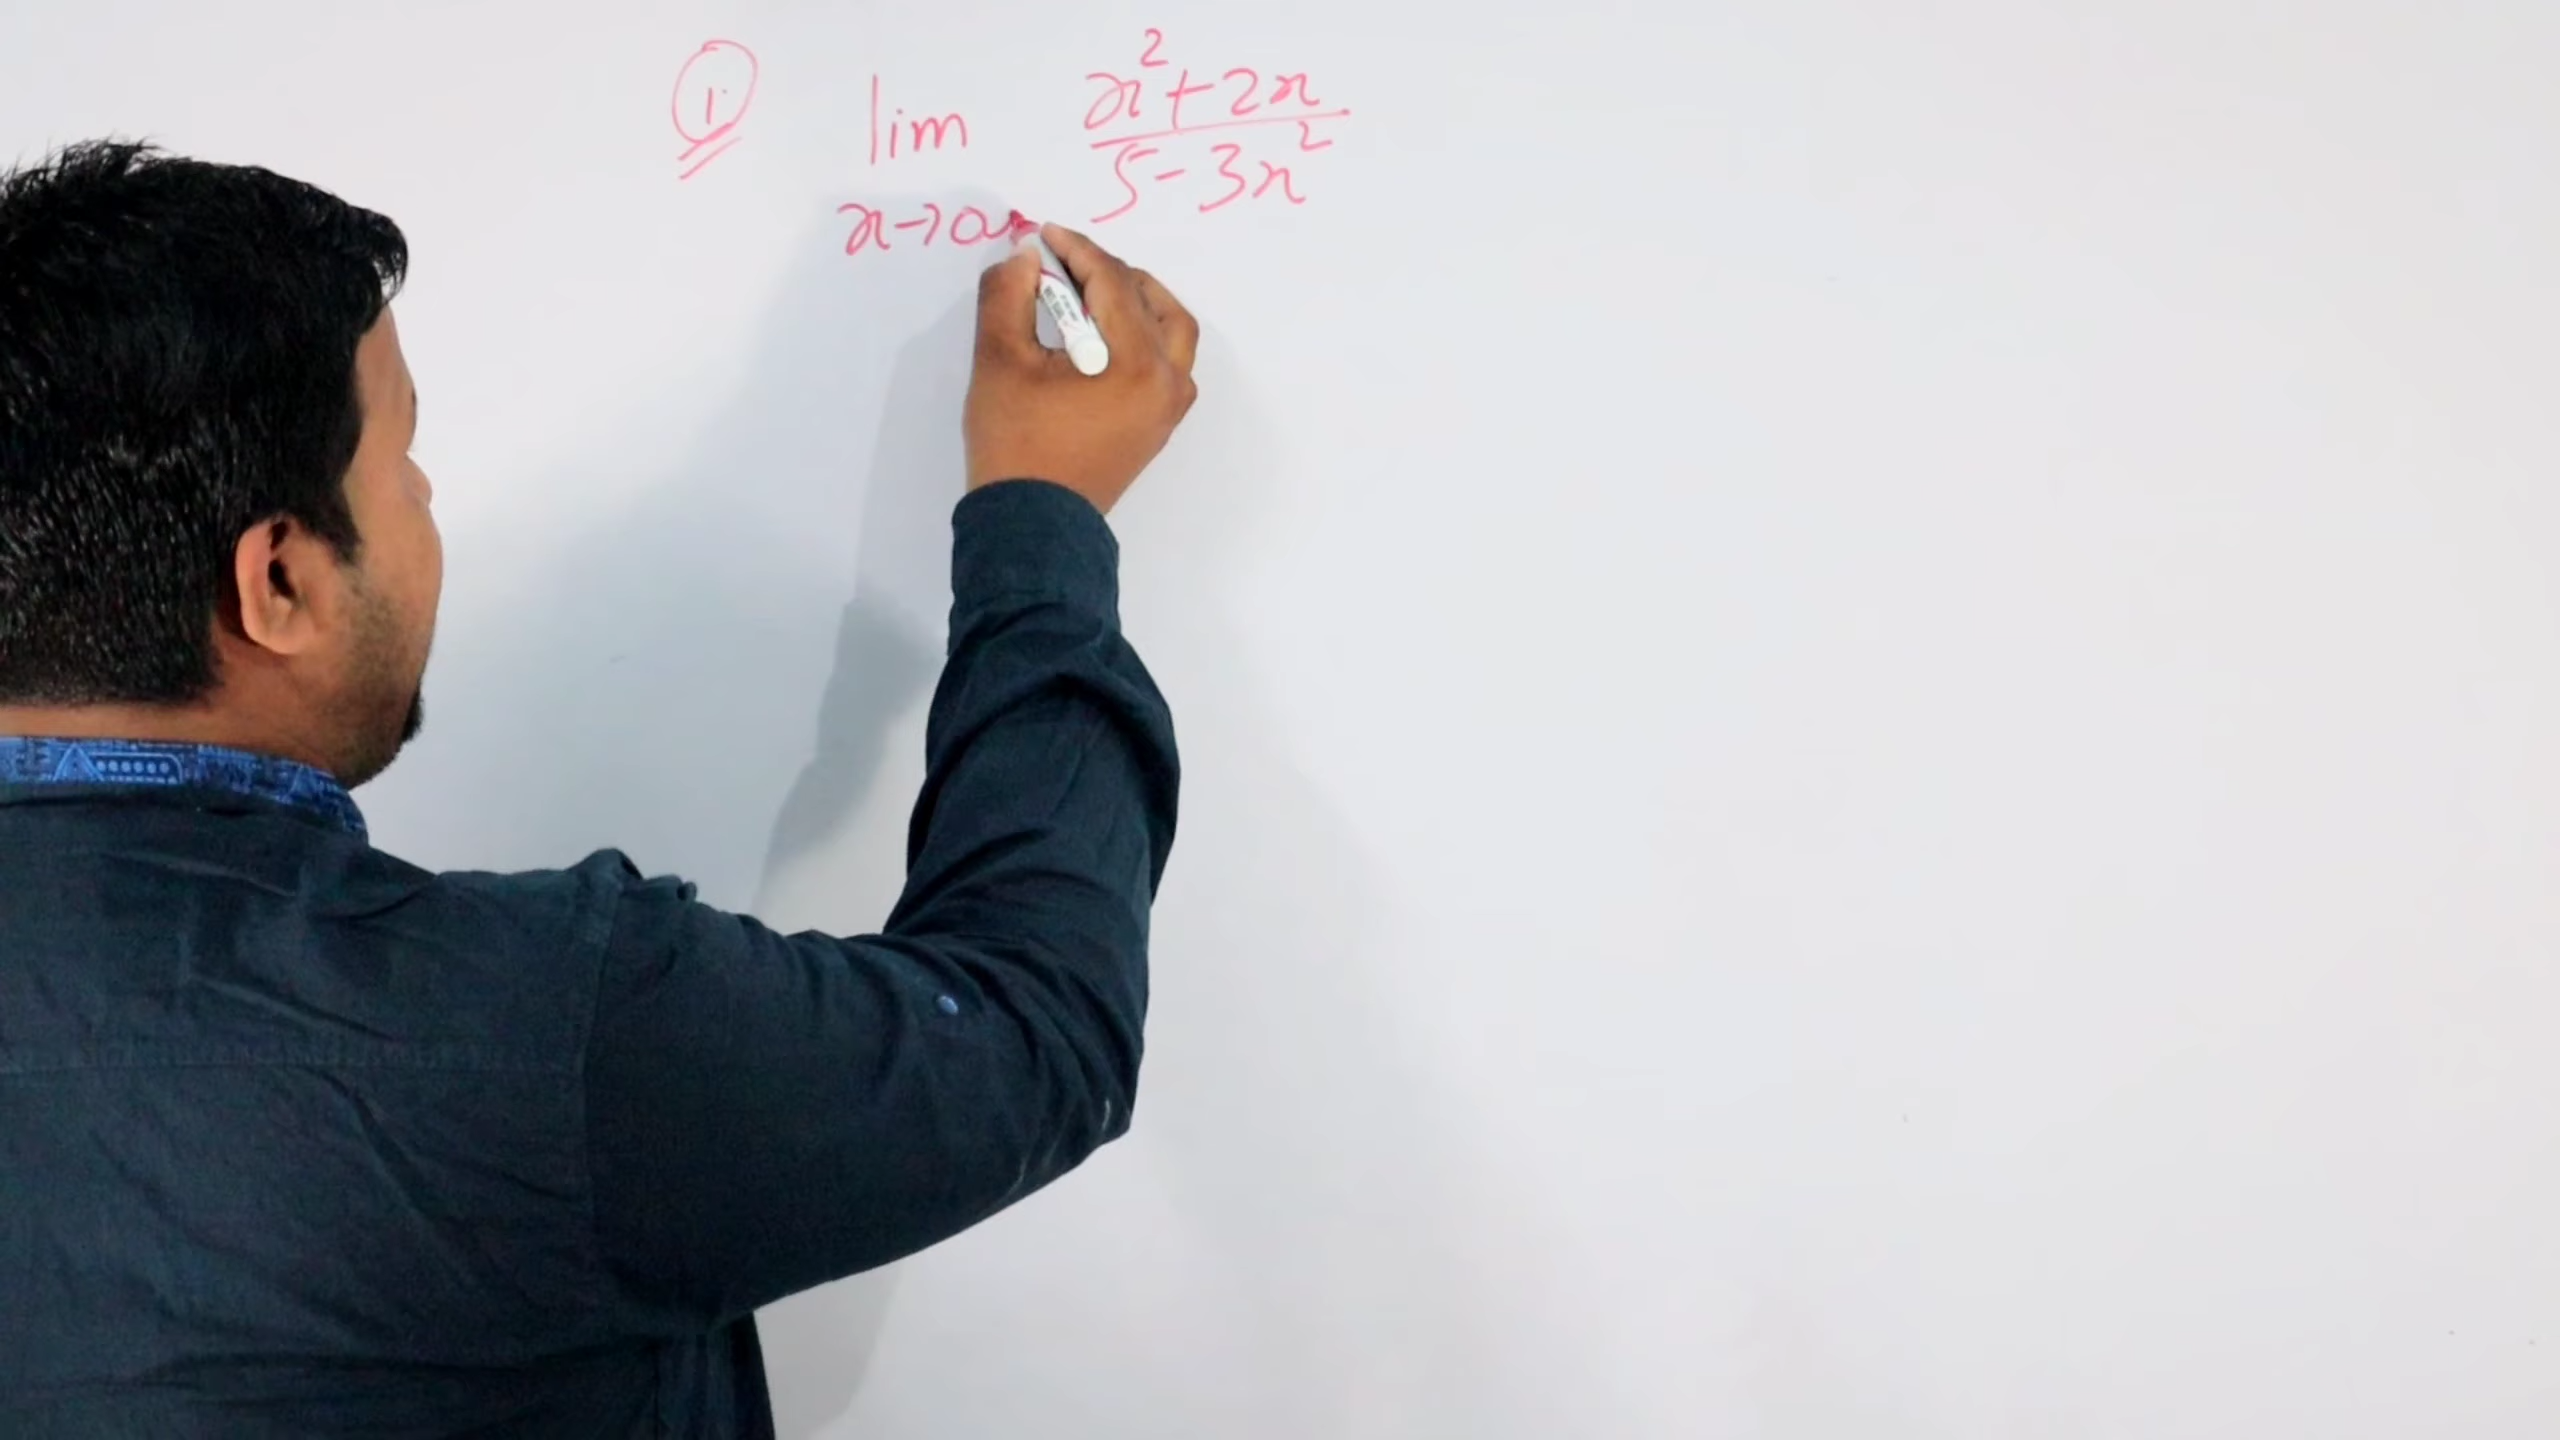 ① lim x²+2x / 5-3x²
x→∞